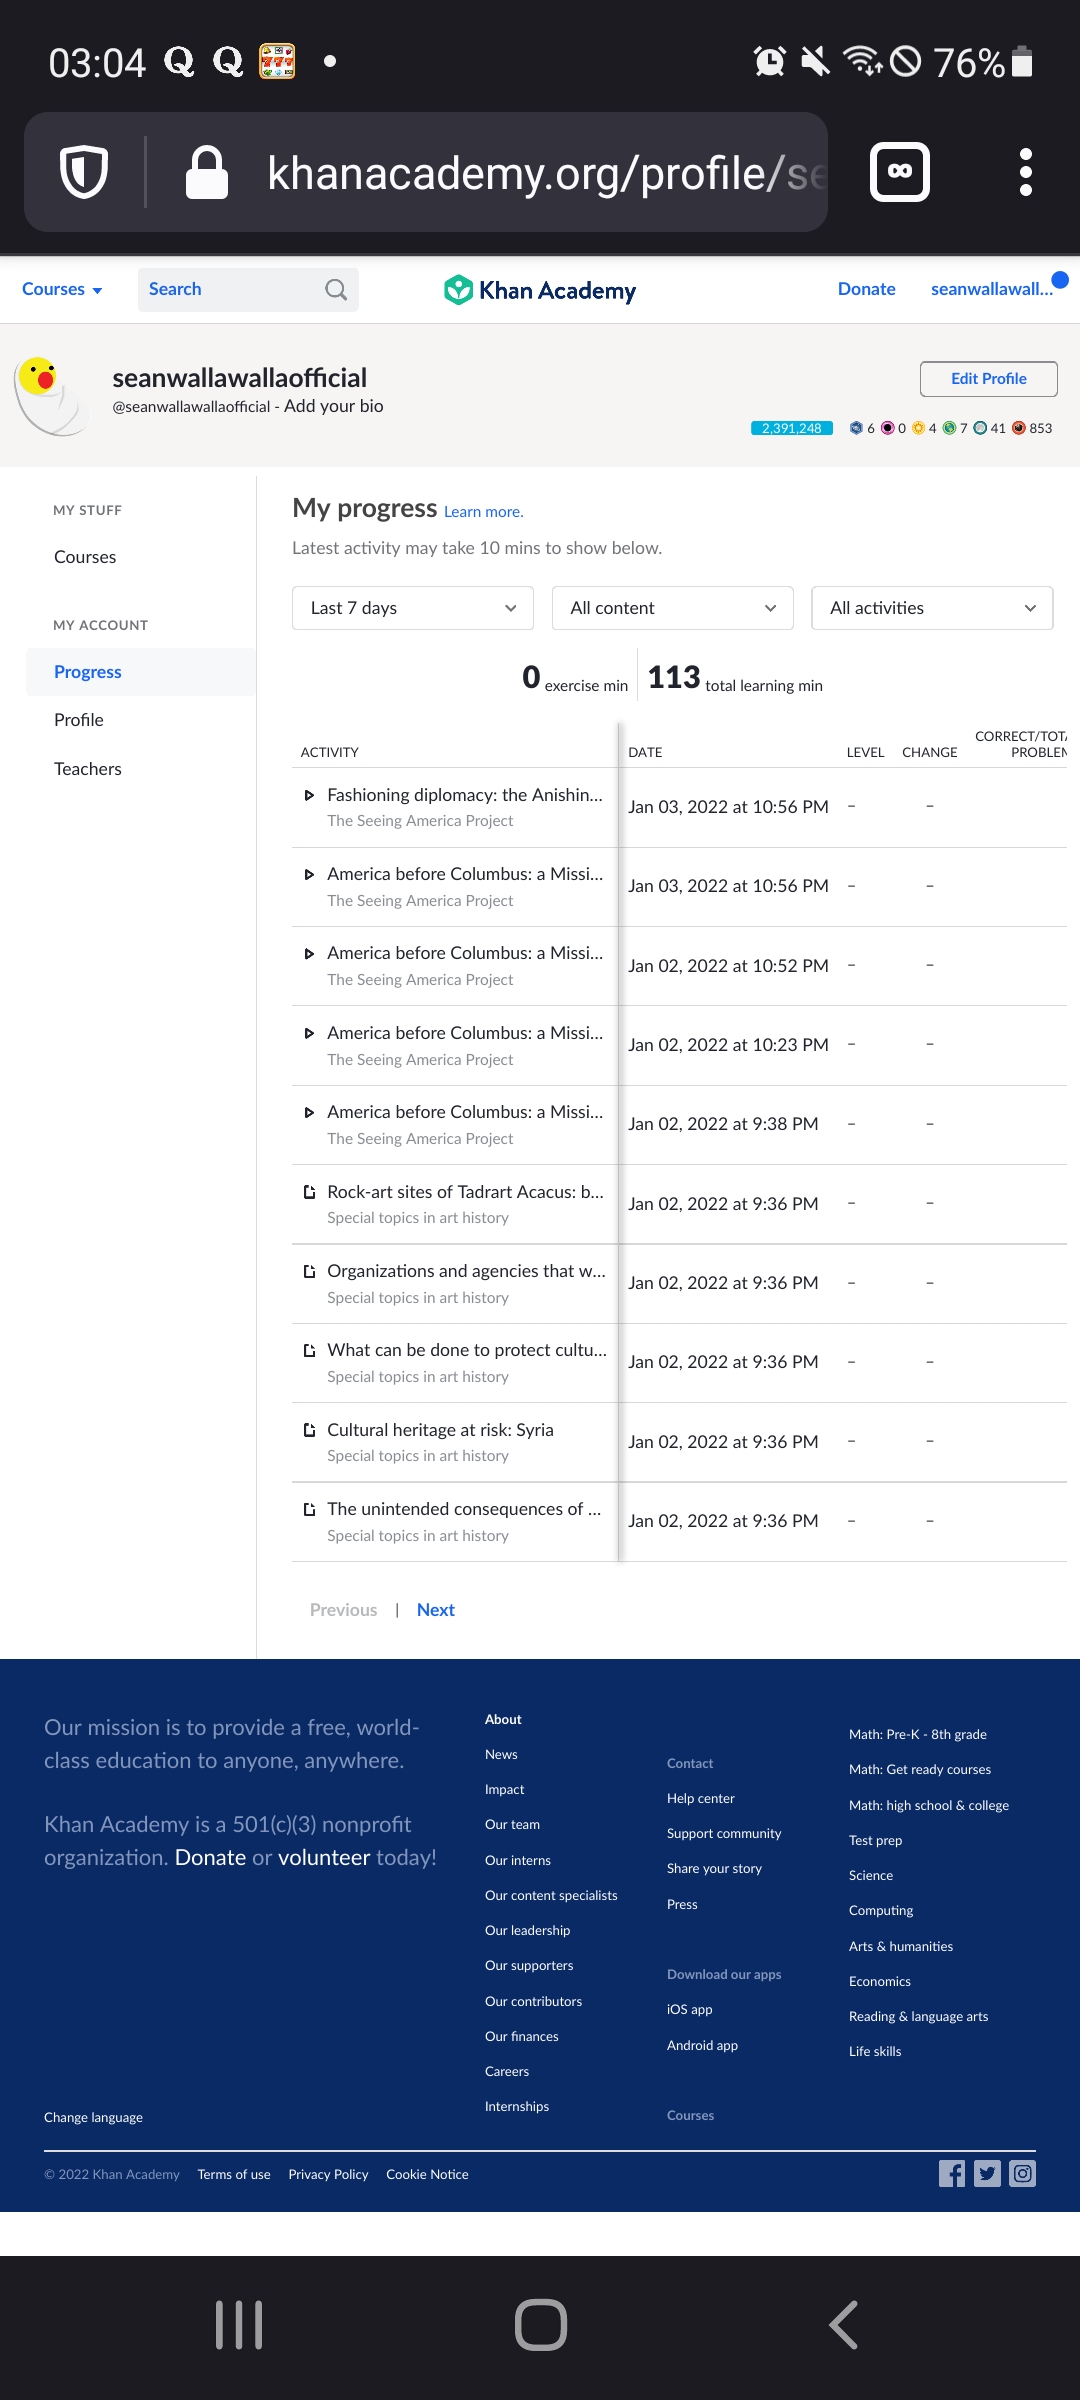 03:04
76%
khanacademy.org/profile/se
Courses
Search
Khan Academy
Donate
seanwallawall...
seanwallawallaofficial
@seanwallawallaofficial - Add your bio
Edit Profile
2,391,248 6 0 4 7 41 853
MY STUFF
Courses
MY ACCOUNT
Progress
Profile
Teachers
My progress Learn more.
Latest activity may take 10 mins to show below.
Last 7 days
All content
All activities
0 exercise min
113 total learning min
ACTIVITY DATE LEVEL CHANGE CORRECT/TOTA
PROBLEM
Fashioning diplomacy: the Anishin...
The Seeing America Project
Jan 03, 2022 at 10:56 PM – –
America before Columbus: a Missi...
The Seeing America Project
Jan 03, 2022 at 10:56 PM – –
America before Columbus: a Missi...
The Seeing America Project
Jan 02, 2022 at 10:52 PM – –
America before Columbus: a Missi...
The Seeing America Project
Jan 02, 2022 at 10:23 PM – –
America before Columbus: a Missi...
The Seeing America Project
Jan 02, 2022 at 9:38 PM – –
Rock-art sites of Tadrart Acacus: b...
Special topics in art history
Jan 02, 2022 at 9:36 PM – –
Organizations and agencies that w...
Special topics in art history
Jan 02, 2022 at 9:36 PM – –
What can be done to protect cultu...
Special topics in art history
Jan 02, 2022 at 9:36 PM – –
Cultural heritage at risk: Syria
Special topics in art history
Jan 02, 2022 at 9:36 PM – –
The unintended consequences of ...
Special topics in art history
Jan 02, 2022 at 9:36 PM – –
Previous | Next
Our mission is to provide a free, world-
class education to anyone, anywhere.
Khan Academy is a 501(c)(3) nonprofit
organization. Donate or volunteer today!
About
News
Impact
Our team
Our interns
Our content specialists
Our leadership
Our supporters
Our contributors
Our finances
Careers
Internships
Contact
Help center
Support community
Share your story
Press
Download our apps
iOS app
Android app
Courses
Math: Pre-K - 8th grade
Math: Get ready courses
Math: high school & college
Test prep
Science
Computing
Arts & humanities
Economics
Reading & language arts
Life skills
Change language
© 2022 Khan Academy Terms of use Privacy Policy Cookie Notice